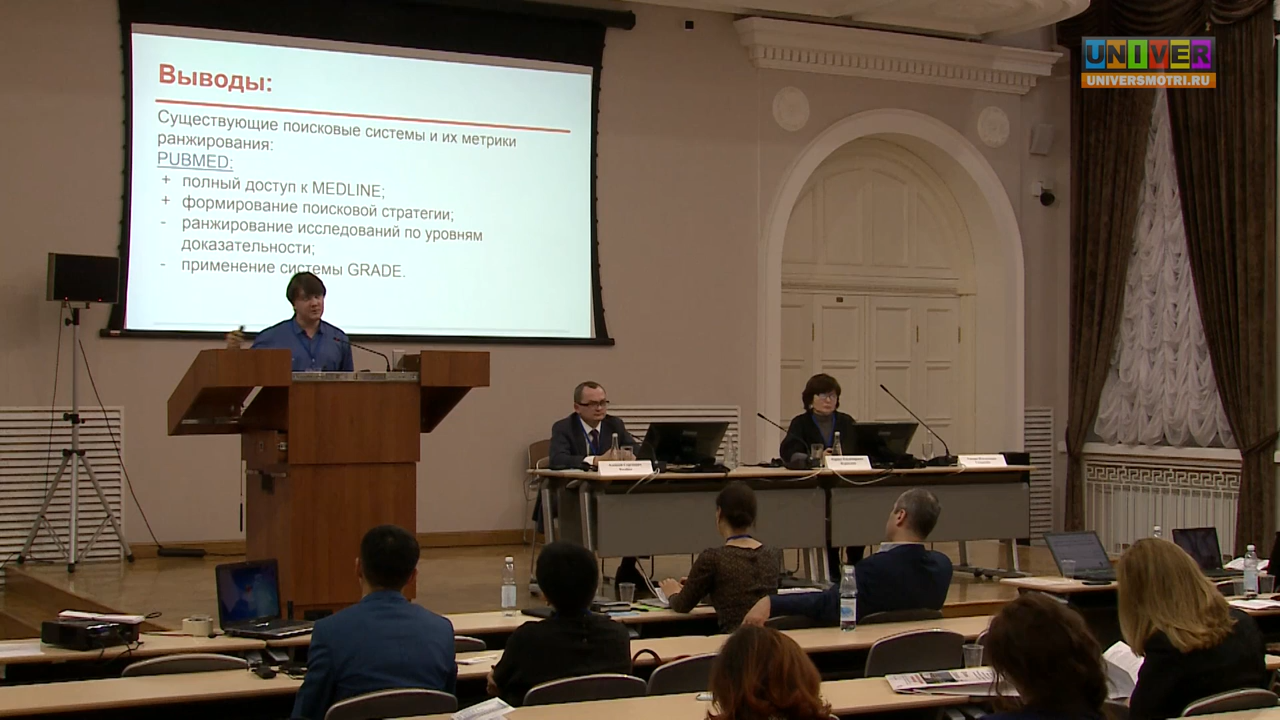 UNIVER
UNIVERSMOTRI.RU
Выводы:
Существующие поисковые системы и их метрики
ранжирования:
PUBMED:
+ полный доступ к MEDLINE;
+ формирование поисковой стратегии;
- ранжирование исследований по уровням
доказательности;
- применение системы GRADE.